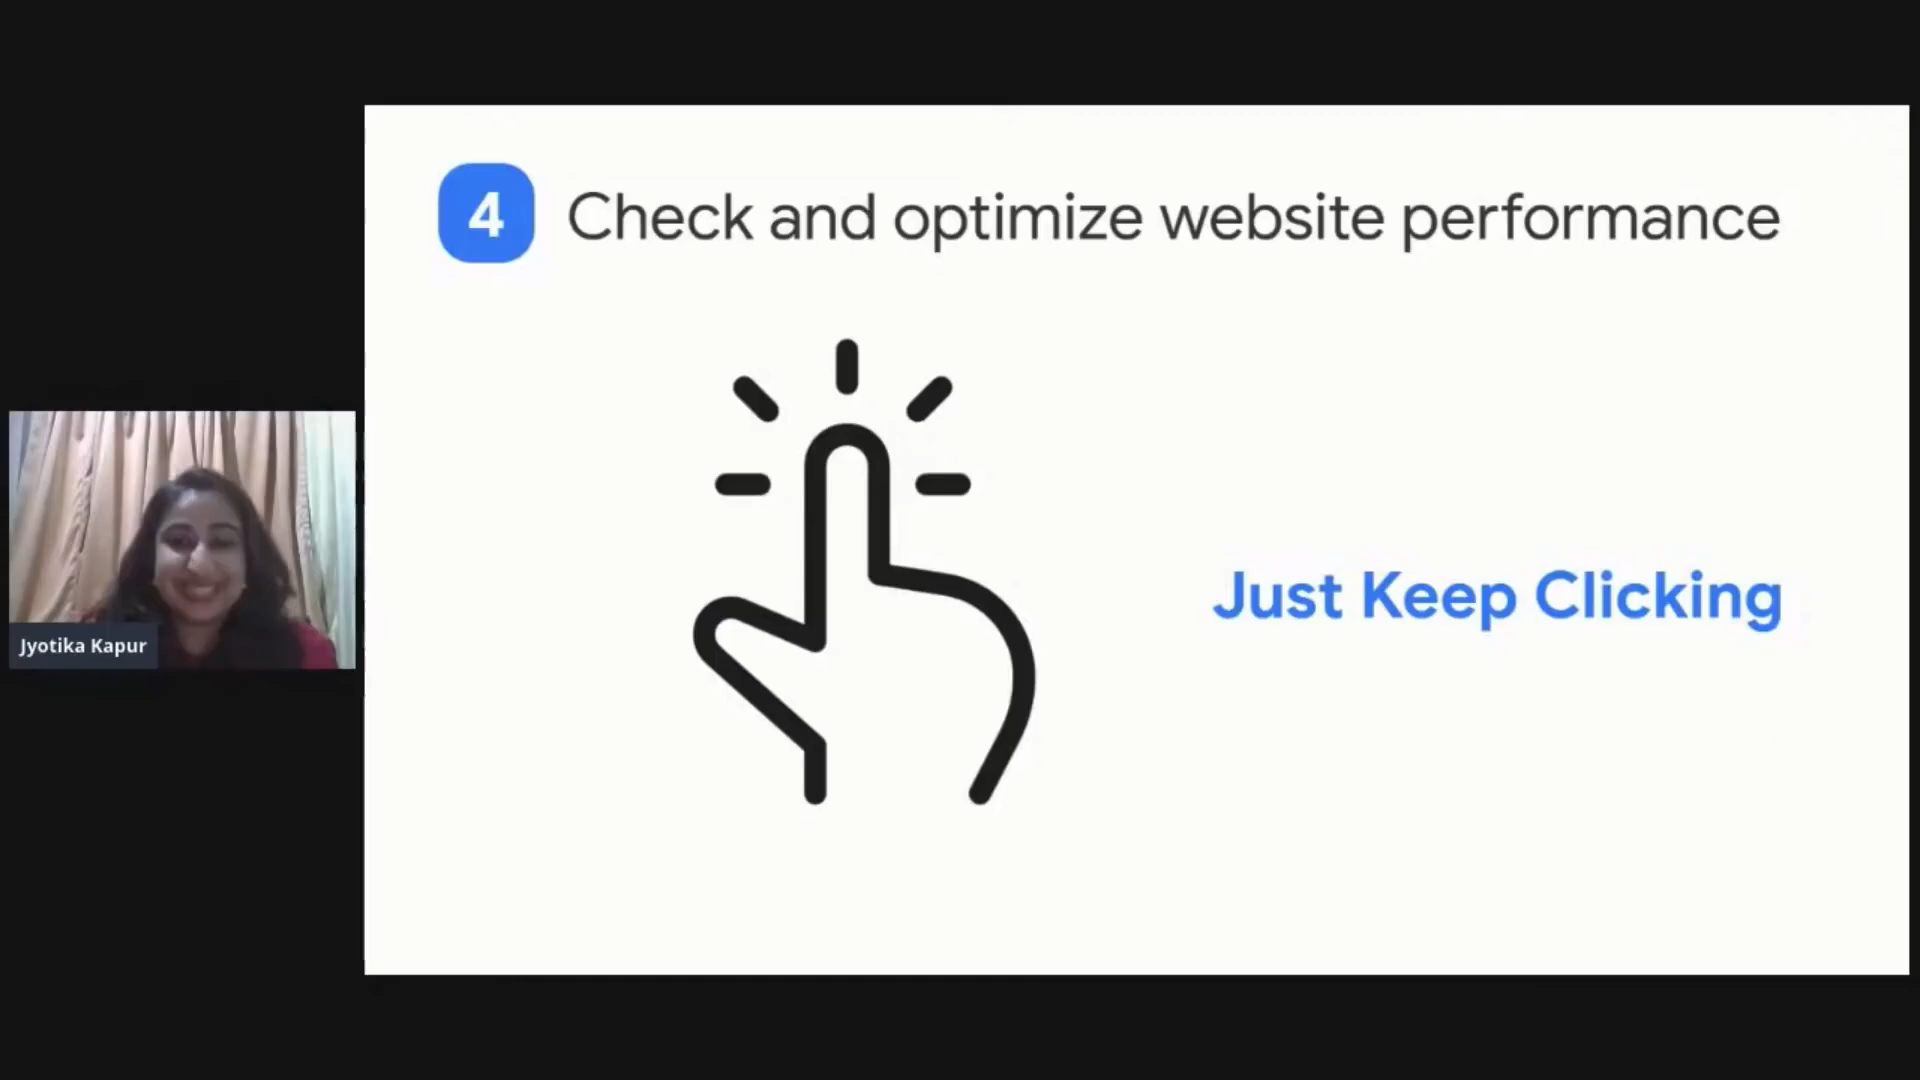 4 Check and optimize website performance
Just Keep Clicking
Jyotika Kapur